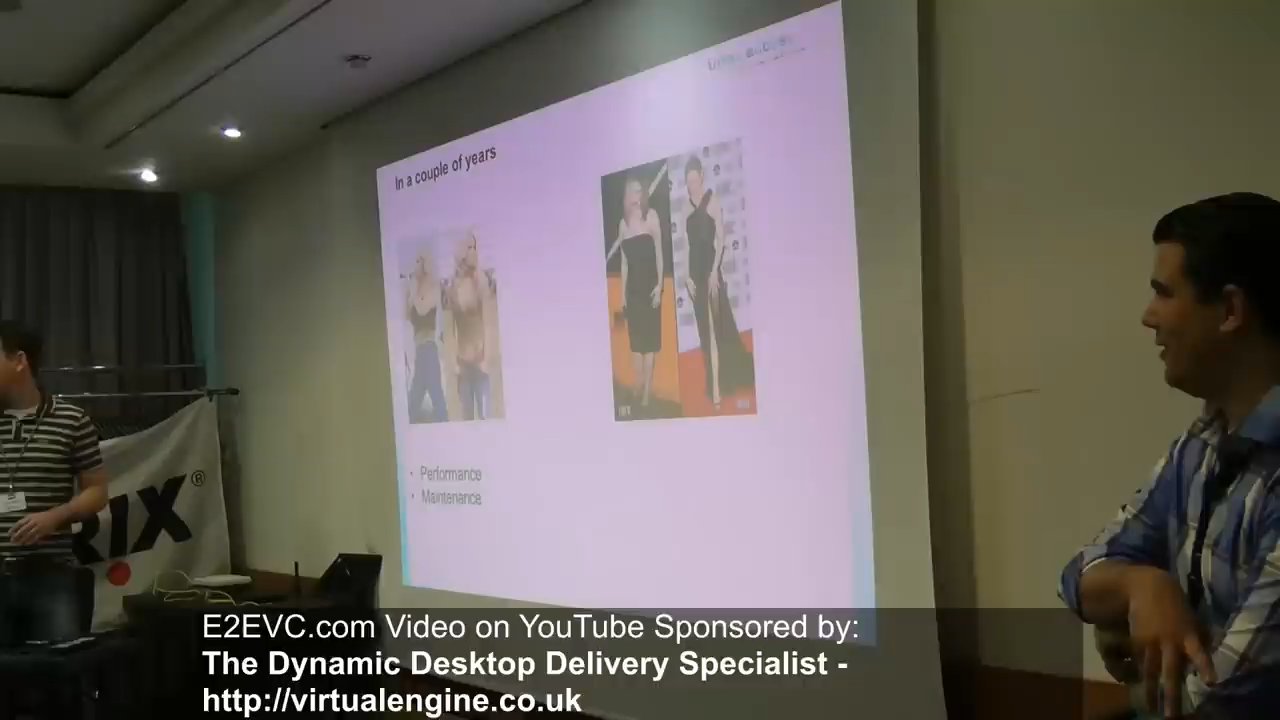 In a couple of years
• Performance
• Maintenance
RIX®
E2EVC.com Video on YouTube Sponsored by:
The Dynamic Desktop Delivery Specialist -
http://virtualengine.co.uk